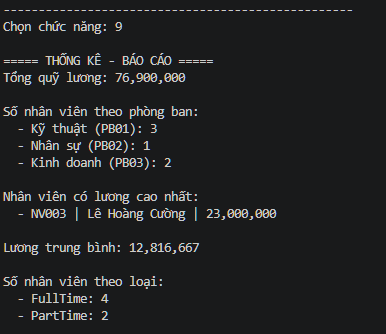 --------------------------------------------------
Chọn chức năng: 9
===== THỐNG KÊ - BÁO CÁO =====
Tổng quỹ lương: 76,900,000
Số nhân viên theo phòng ban:
- Kỹ thuật (PB01): 3
- Nhân sự (PB02): 1
- Kinh doanh (PB03): 2
Nhân viên có lương cao nhất:
- NV003 | Lê Hoàng Cường | 23,000,000
Lương trung bình: 12,816,667
Số nhân viên theo loại:
- FullTime: 4
- PartTime: 2